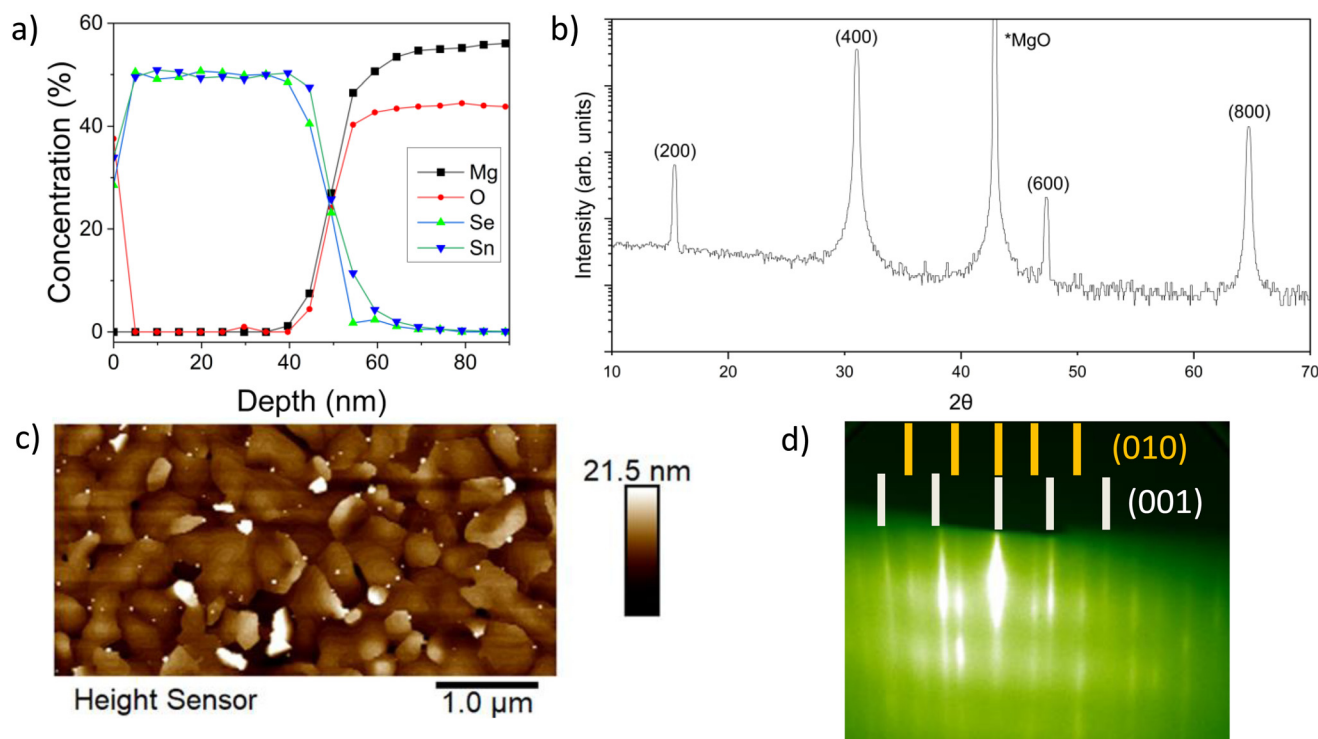 a)
60
40
20
0
Concentration (%)
Mg
O
Se
Sn
0 20 40 60 80
Depth (nm)
b)
Intensity (arb. units)
(200)
(400)
*MgO
(600)
(800)
10 20 30 40 50 60 70
2θ
c)
21.5 nm
Height Sensor
1.0 µm
d)
(010)
(001)